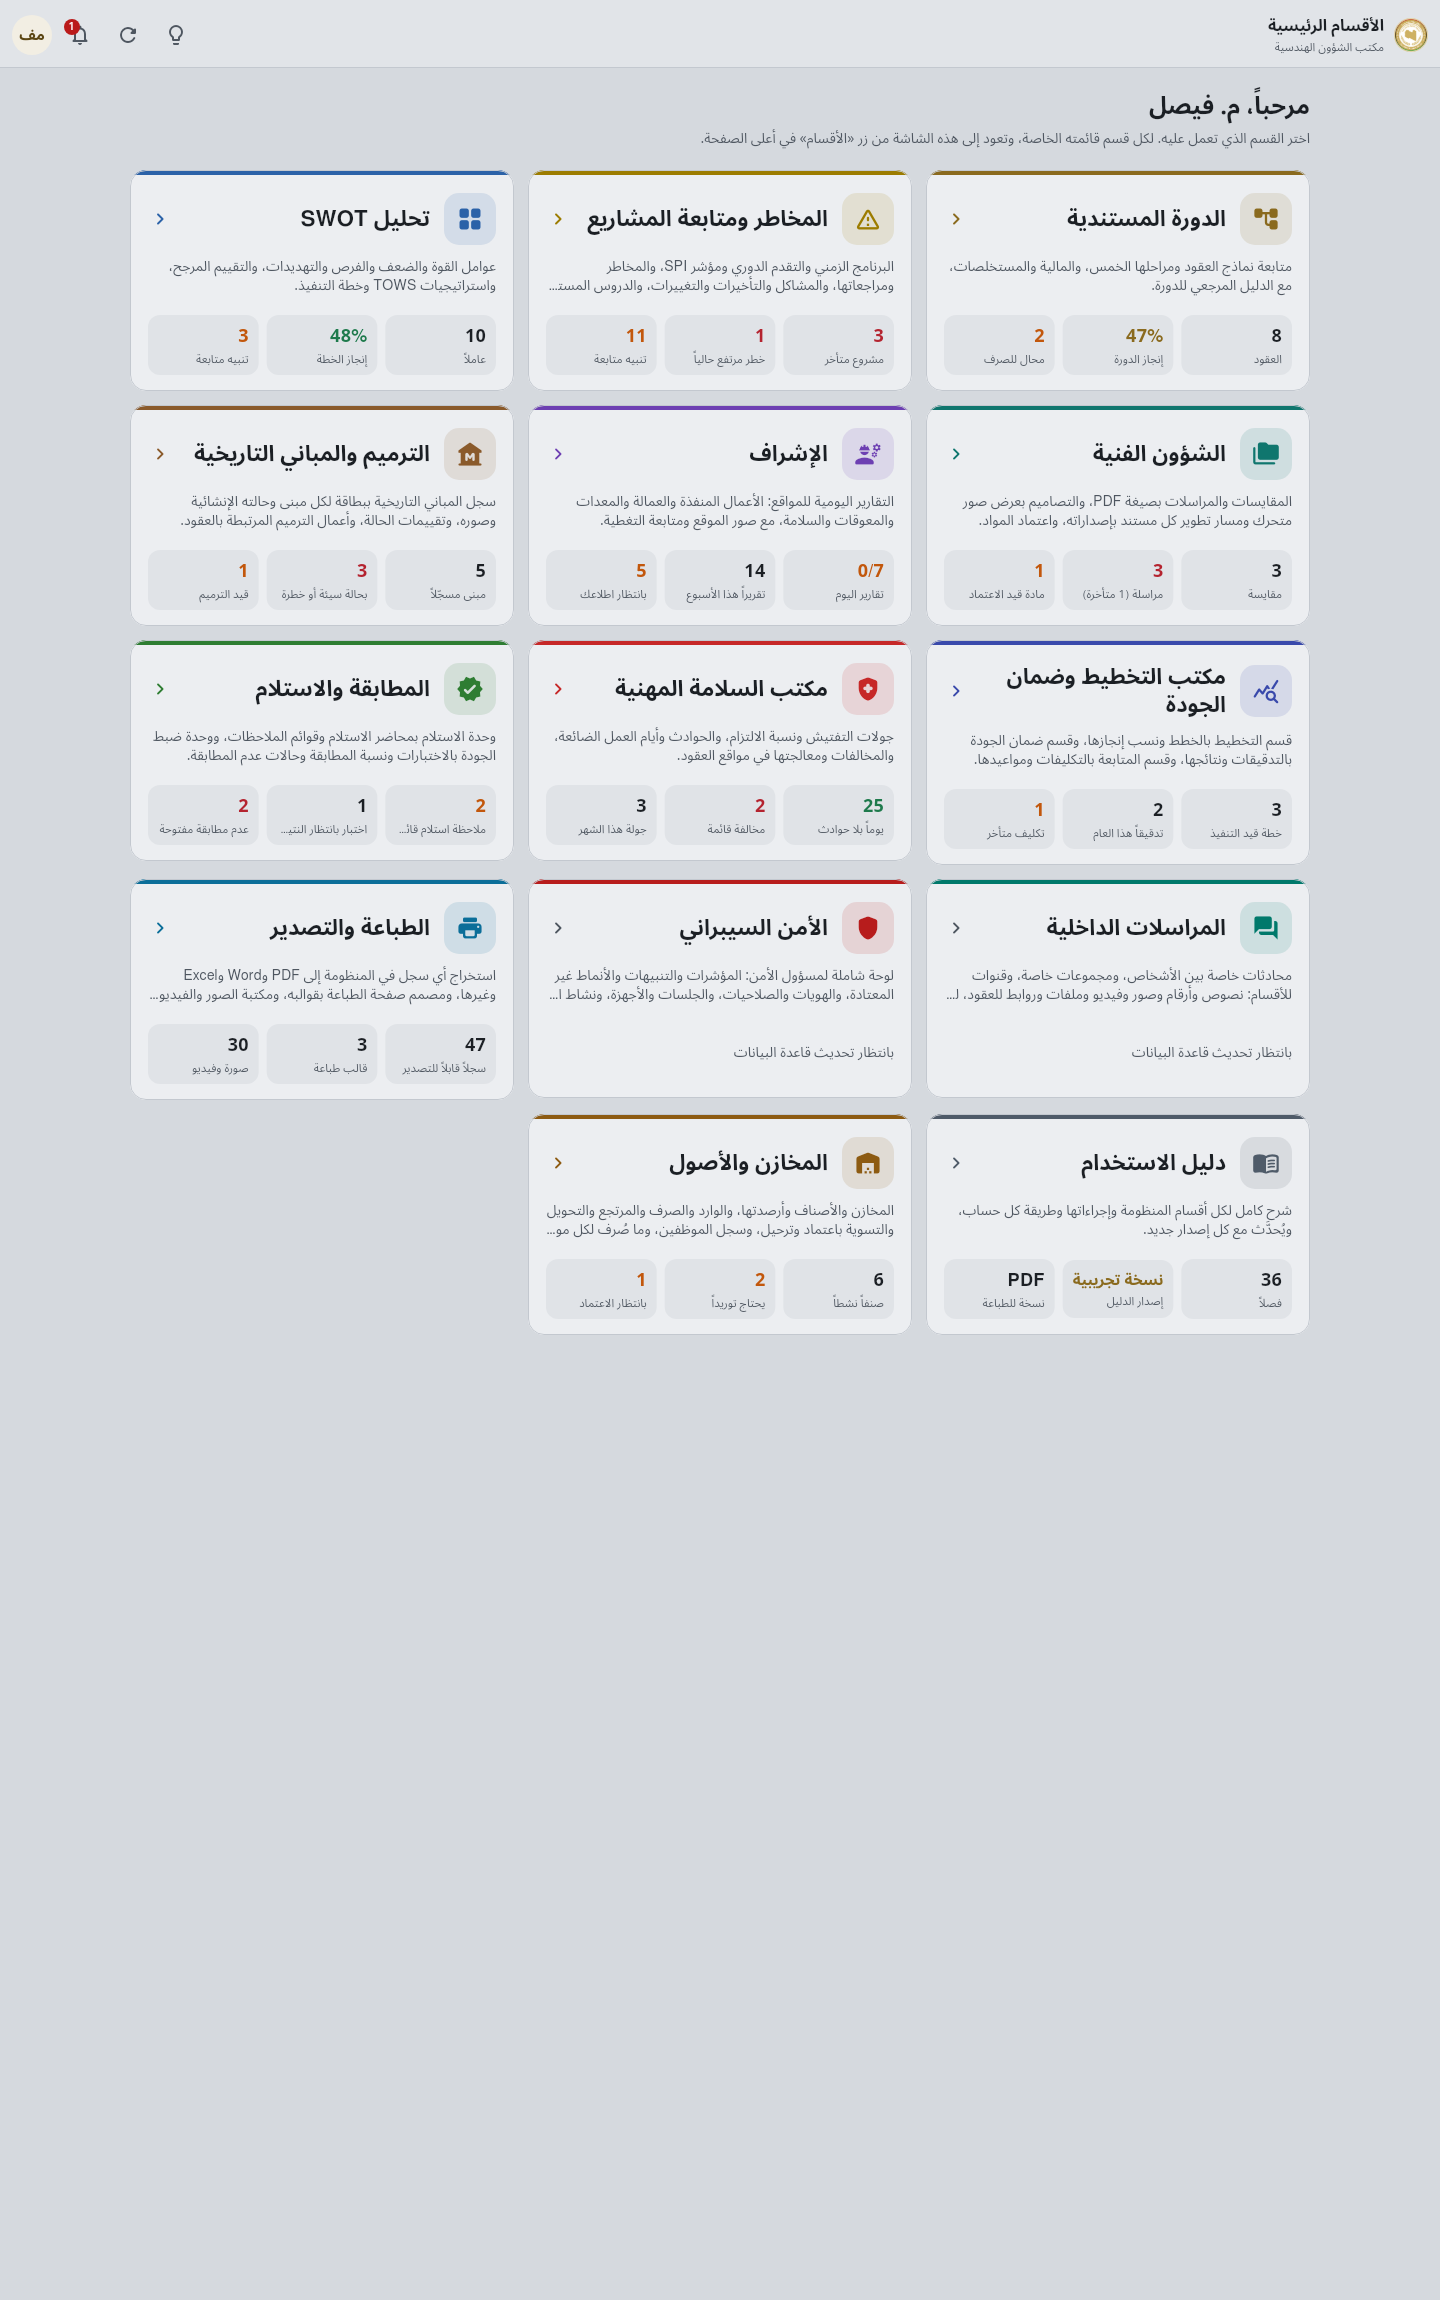 الأقسام الرئيسية
مكتب الشؤون الهندسية
1
مف
مرحباً، م. فيصل
اختر القسم الذي تعمل عليه. لكل قسم قائمته الخاصة، وتعود إلى هذه الشاشة من زر «الأقسام» في أعلى الصفحة.
الدورة المستندية
متابعة نماذج العقود ومراحلها الخمس، والمالية والمستخلصات،
مع الدليل المرجعي للدورة.
8
العقود
47%
إنجاز الدورة
2
محال للصرف
المخاطر ومتابعة المشاريع
البرنامج الزمني والتقدم الدوري ومؤشر SPI، والمخاطر
ومراجعاتها، والمشاكل والتأخيرات والتغييرات، والدروس المستـ...
3
مشروع متأخر
1
خطر مرتفع حالياً
11
تنبيه متابعة
تحليل SWOT
عوامل القوة والضعف والفرص والتهديدات، والتقييم المرجح،
واستراتيجيات TOWS وخطة التنفيذ.
10
عاملاً
48%
إنجاز الخطة
3
تنبيه متابعة
الشؤون الفنية
المقايسات والمراسلات بصيغة PDF، والتصاميم بعرض صور
متحرك ومسار تطوير كل مستند بإصداراته، واعتماد المواد.
3
مقايسة
3
مراسلة (1 متأخرة)
1
مادة قيد الاعتماد
الإشراف
التقارير اليومية للمواقع: الأعمال المنفذة والعمالة والمعدات
والمعوقات والسلامة، مع صور الموقع ومتابعة التغطية.
0/7
تقارير اليوم
14
تقريراً هذا الأسبوع
5
بانتظار اطلاعك
الترميم والمباني التاريخية
سجل المباني التاريخية ببطاقة لكل مبنى وحالته الإنشائية
وصوره، وتقييمات الحالة، وأعمال الترميم المرتبطة بالعقود.
5
مبنى مسجّلاً
3
بحالة سيئة أو خطرة
1
قيد الترميم
مكتب التخطيط وضمان
الجودة
قسم التخطيط بالخطط ونسب إنجازها، وقسم ضمان الجودة
بالتدقيقات ونتائجها، وقسم المتابعة بالتكليفات ومواعيدها.
3
خطة قيد التنفيذ
2
تدقيقاً هذا العام
1
تكليف متأخر
مكتب السلامة المهنية
جولات التفتيش ونسبة الالتزام، والحوادث وأيام العمل الضائعة،
والمخالفات ومعالجتها في مواقع العقود.
25
يوماً بلا حوادث
2
مخالفة قائمة
3
جولة هذا الشهر
المطابقة والاستلام
وحدة الاستلام بمحاضر الاستلام وقوائم الملاحظات، ووحدة ضبط
الجودة بالاختبارات ونسبة المطابقة وحالات عدم المطابقة.
2
ملاحظة استلام قائـ...
1
اختبار بانتظار النتيـ...
2
عدم مطابقة مفتوحة
المراسلات الداخلية
محادثات خاصة بين الأشخاص، ومجموعات خاصة، وقنوات
للأقسام: نصوص وأرقام وصور وفيديو وملفات وروابط للعقود، لـ...
بانتظار تحديث قاعدة البيانات
الأمن السيبراني
لوحة شاملة لمسؤول الأمن: المؤشرات والتنبيهات والأنماط غير
المعتادة، والهويات والصلاحيات، والجلسات والأجهزة، ونشاط ا...
بانتظار تحديث قاعدة البيانات
الطباعة والتصدير
استخراج أي سجل في المنظومة إلى PDF وWord وExcel
وغيرها، ومصمم صفحة الطباعة بقوالبه، ومكتبة الصور والفيديو...
47
سجلاً قابلاً للتصدير
3
قالب طباعة
30
صورة وفيديو
دليل الاستخدام
شرح كامل لكل أقسام المنظومة وإجراءاتها وطريقة كل حساب،
ويُحدَّث مع كل إصدار جديد.
36
فصلاً
نسخة تجريبية
إصدار الدليل
PDF
نسخة للطباعة
المخازن والأصول
المخازن والأصناف وأرصدتها، والوارد والصرف والمرتجع والتحويل
والتسوية باعتماد وترحيل، وسجل الموظفين، وما صُرف لكل مو...
6
صنفاً نشطاً
2
يحتاج توريداً
1
بانتظار الاعتماد